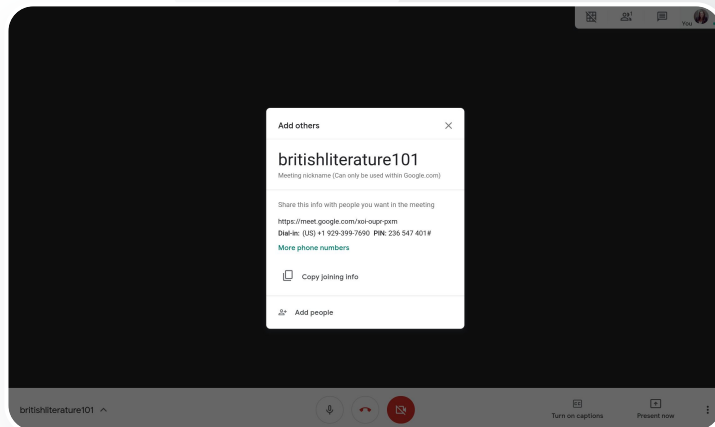 You
Add others
britishliterature101
Meeting nickname (Can only be used within Google.com)
Share this info with people you want in the meeting
https://meet.google.com/xoi-oupr-pxm
Dial-in: (US) +1 929-399-7690 PIN: 236 547 401#
More phone numbers
Copy joining info
Add people
britishliterature101
Turn on captions
Present now